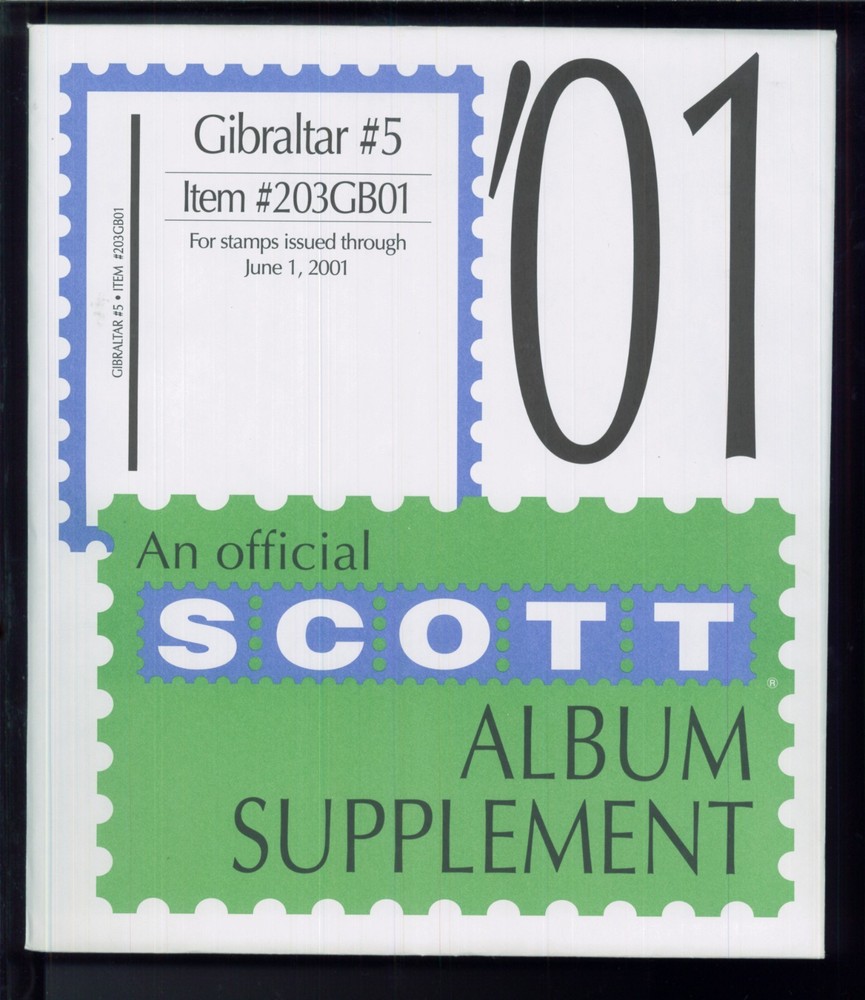 '01
Gibraltar #5
Item #203GB01
For stamps issued through
June 1, 2001
GIBRALTAR #5 • ITEM #203GB01
An official
SCOTT®
ALBUM
SUPPLEMENT